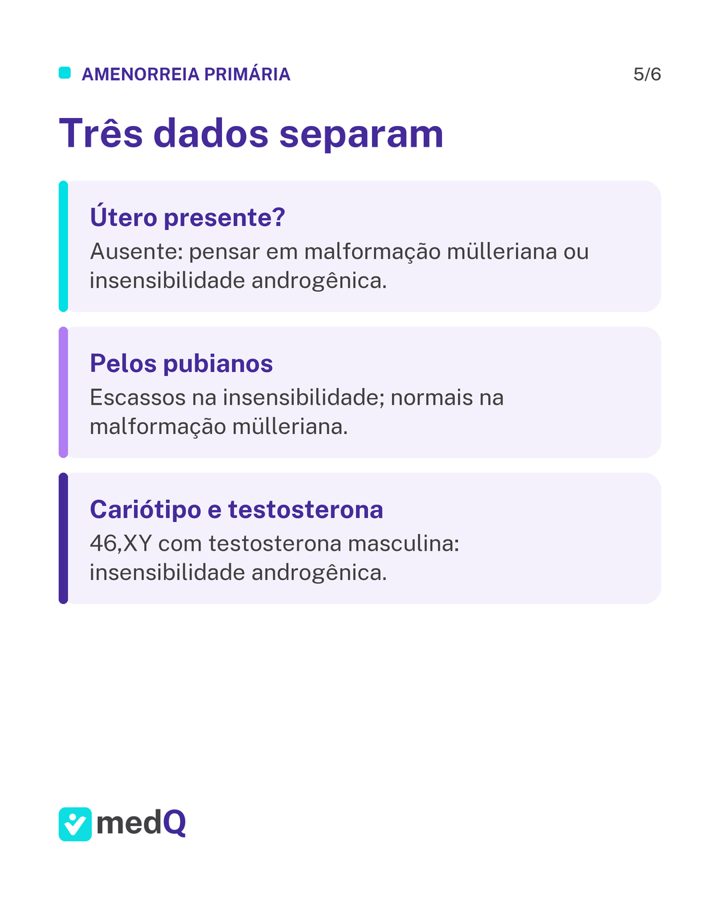 AMENORREIA PRIMÁRIA
5/6
Três dados separam
Útero presente?
Ausente: pensar em malformação mülleriana ou
insensibilidade androgênica.
Pelos pubianos
Escassos na insensibilidade; normais na
malformação mülleriana.
Cariótipo e testosterona
46,XY com testosterona masculina:
insensibilidade androgênica.
medQ